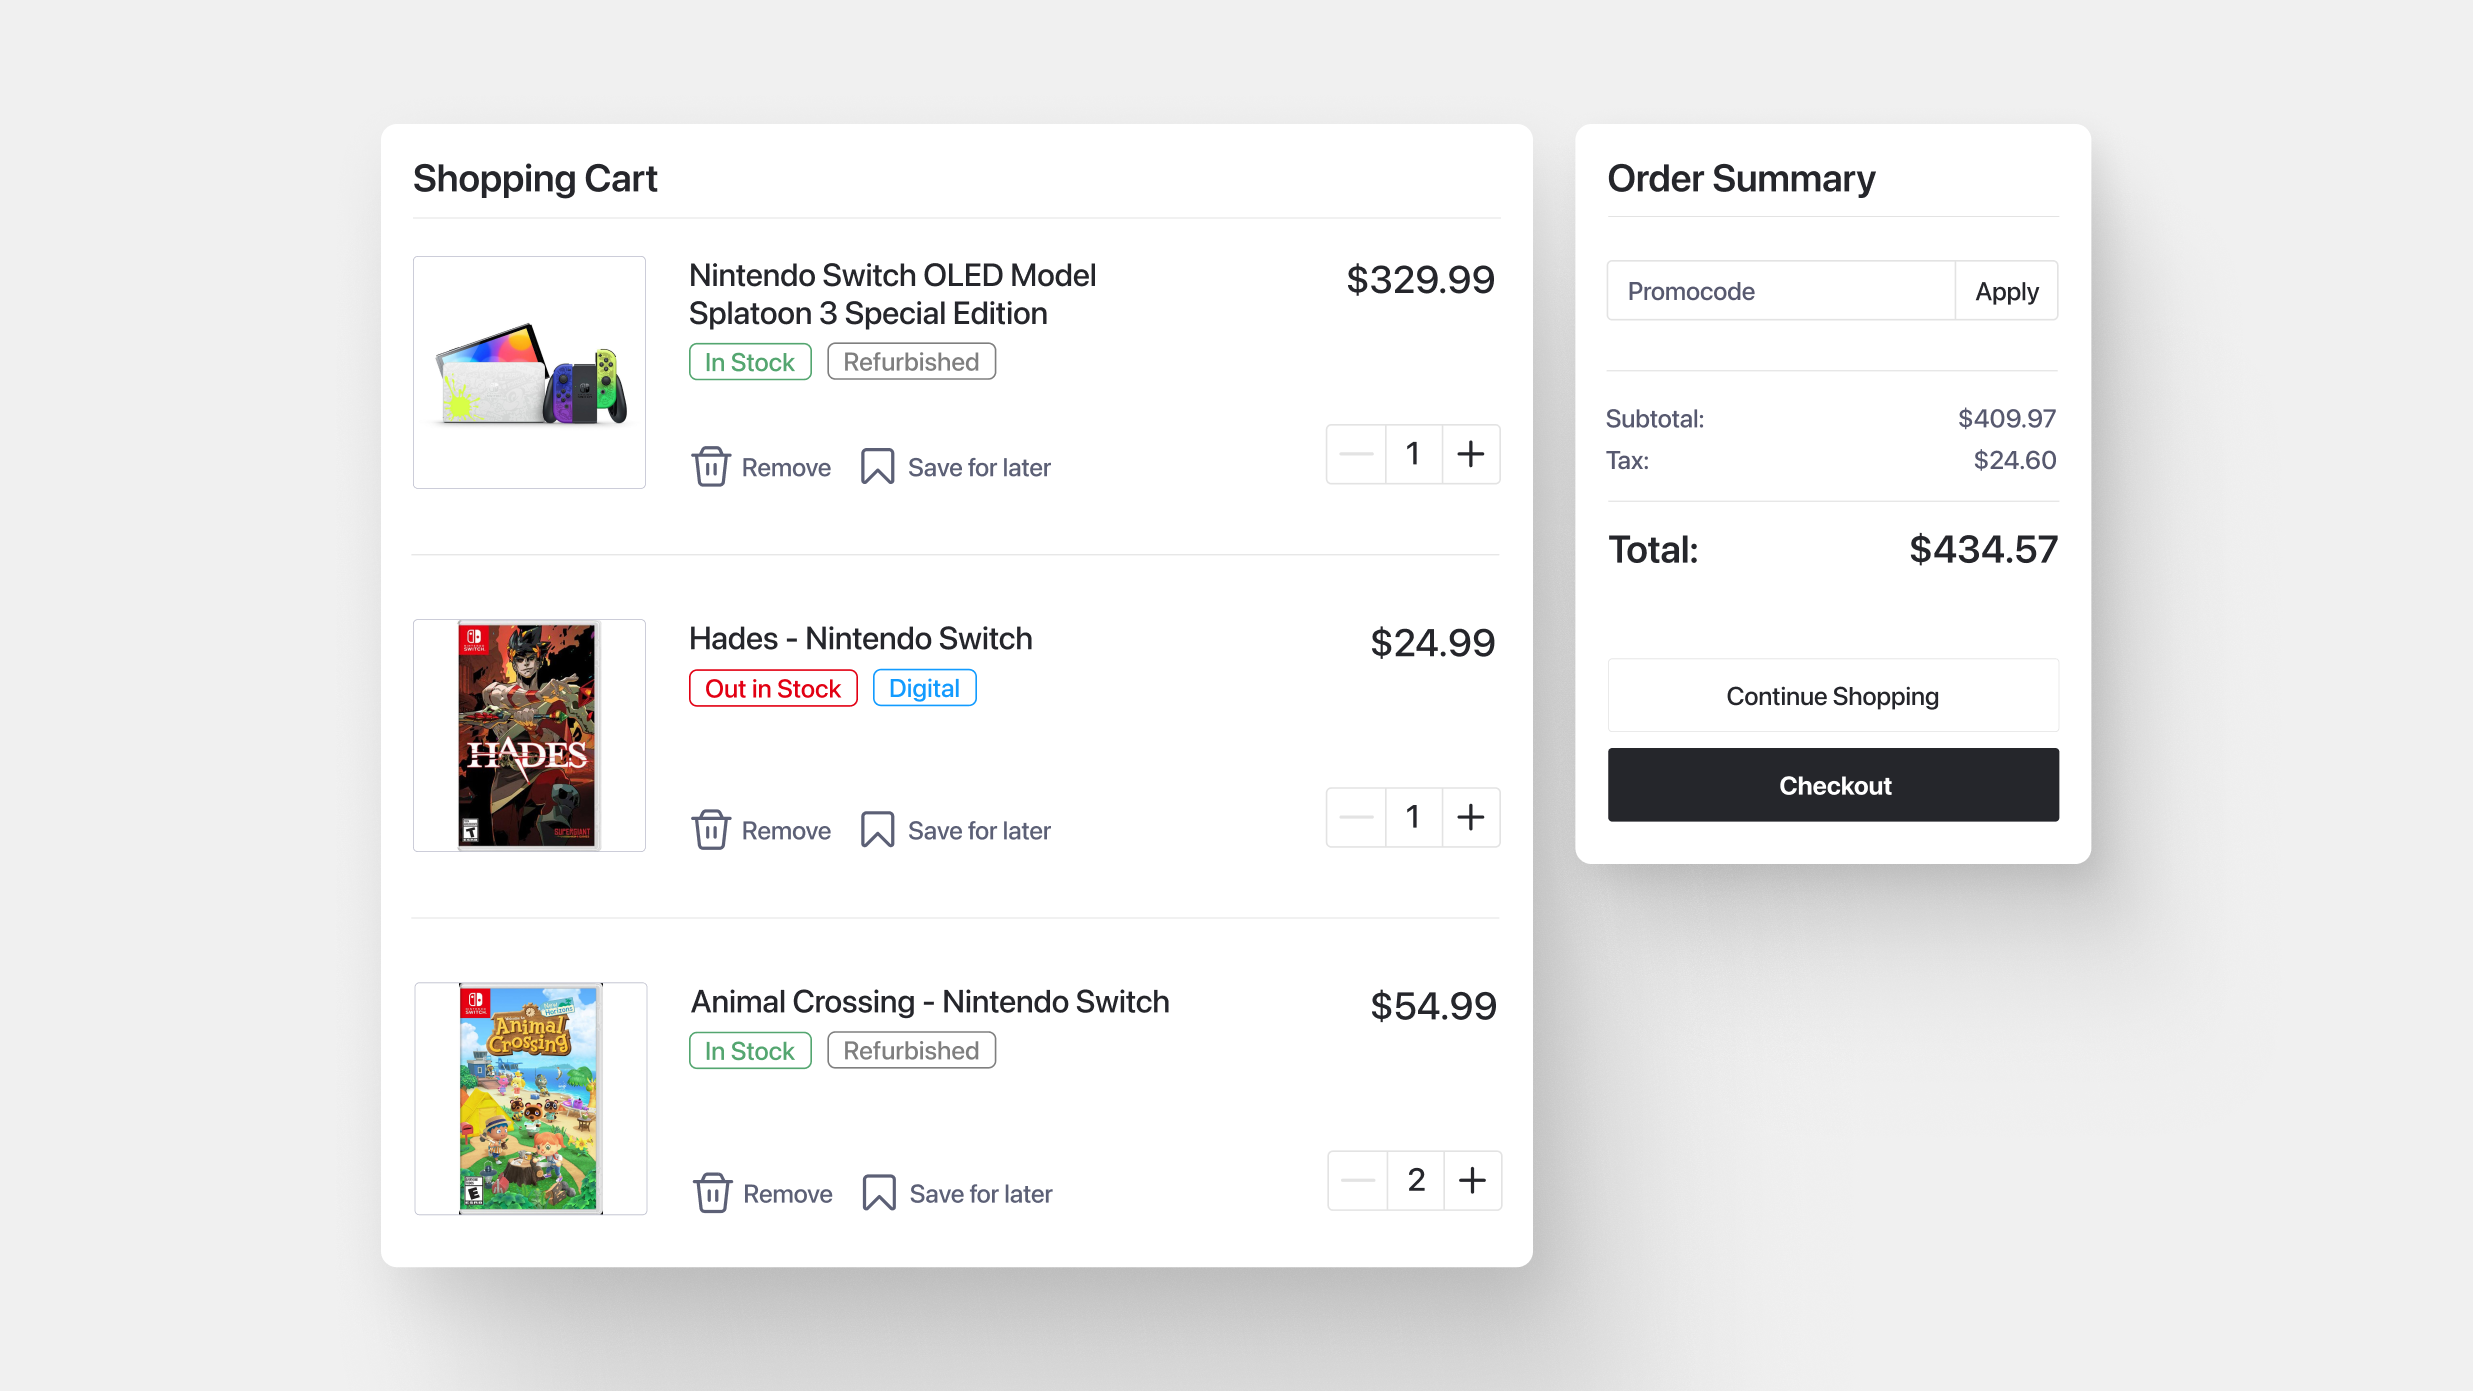 Shopping Cart
Nintendo Switch OLED Model
Splatoon 3 Special Edition
$329.99
In Stock
Refurbished
Remove
Save for later
1
Hades - Nintendo Switch
$24.99
Out in Stock
Digital
HADES
Remove
Save for later
1
Animal Crossing - Nintendo Switch
$54.99
In Stock
Refurbished
Animal
Crossing
Remove
Save for later
2
Order Summary
Promocode
Apply
Subtotal:
$409.97
Tax:
$24.60
Total:
$434.57
Continue Shopping
Checkout